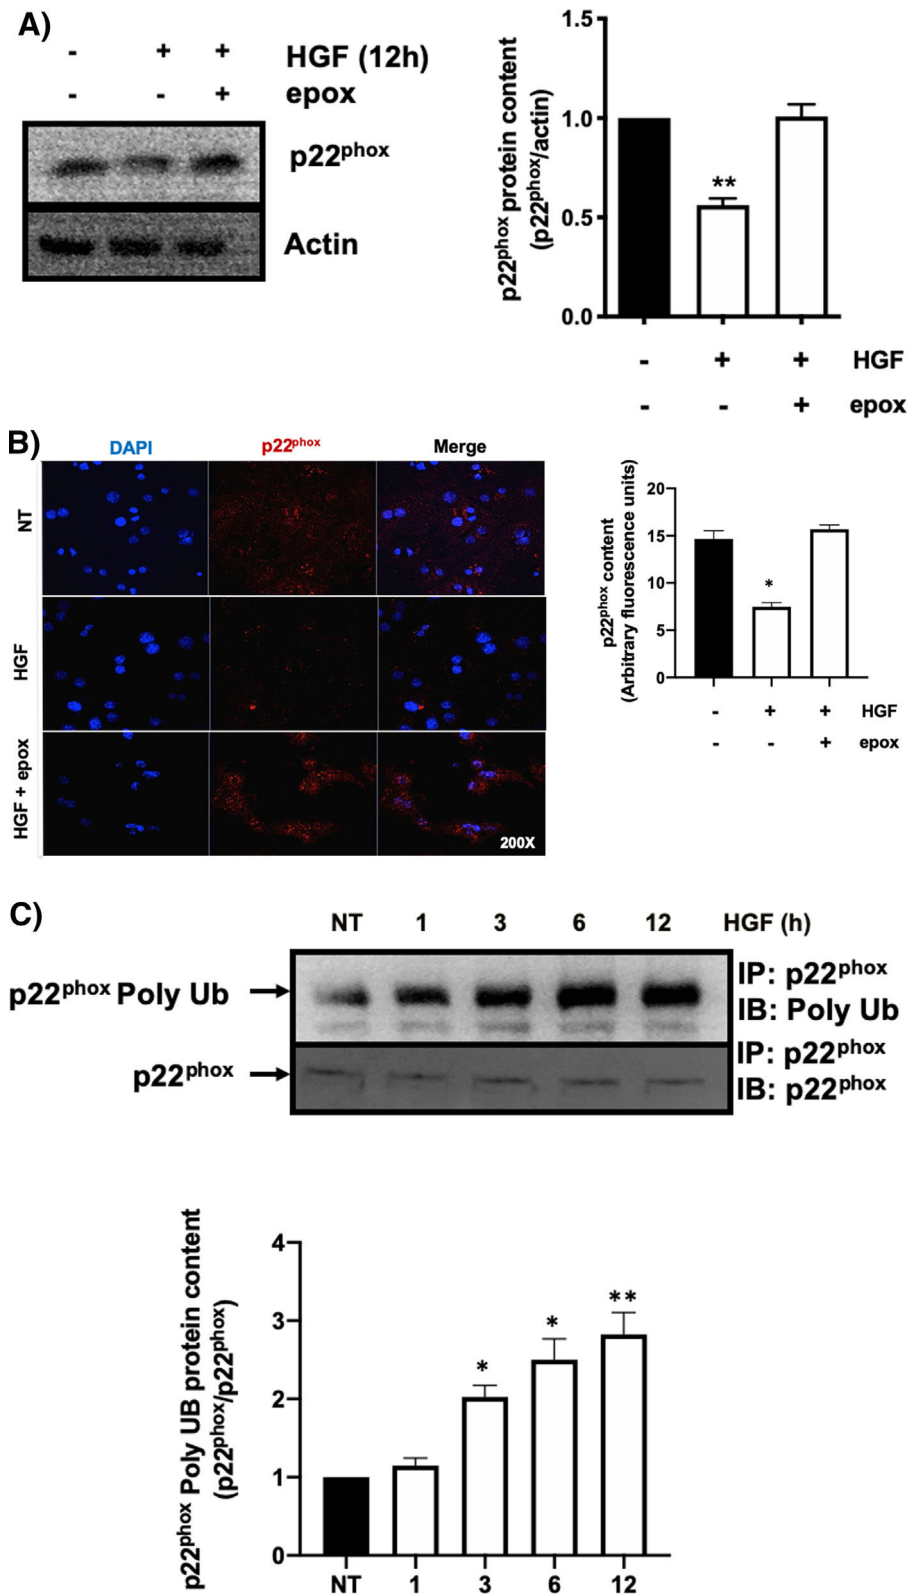 A)
- + + HGF (12h)
- - + epox
p22phox
Actin
p22phox protein content
(p22phox/actin)
1.5
1.0
0.5
0.0
**
- + + HGF
- - + epox
B)
DAPI p22phox Merge
NT
HGF
HGF + epox
200X
p22phox content
(Arbitrary fluorescence units)
20
15
10
5
0
*
- + + HGF
- - + epox
C)
NT 1 3 6 12 HGF (h)
p22phox Poly Ub
IP: p22phox
IB: Poly Ub
p22phox
IP: p22phox
IB: p22phox
p22phox Poly UB protein content
(p22phox/p22phox)
4
3
2
1
0
* * **
NT 1 3 6 12